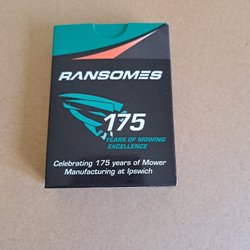 RANSOMES
175
YEARS OF MOWING
EXCELLENCE
Celebrating 175 years of Mower
Manufacturing at Ipswich